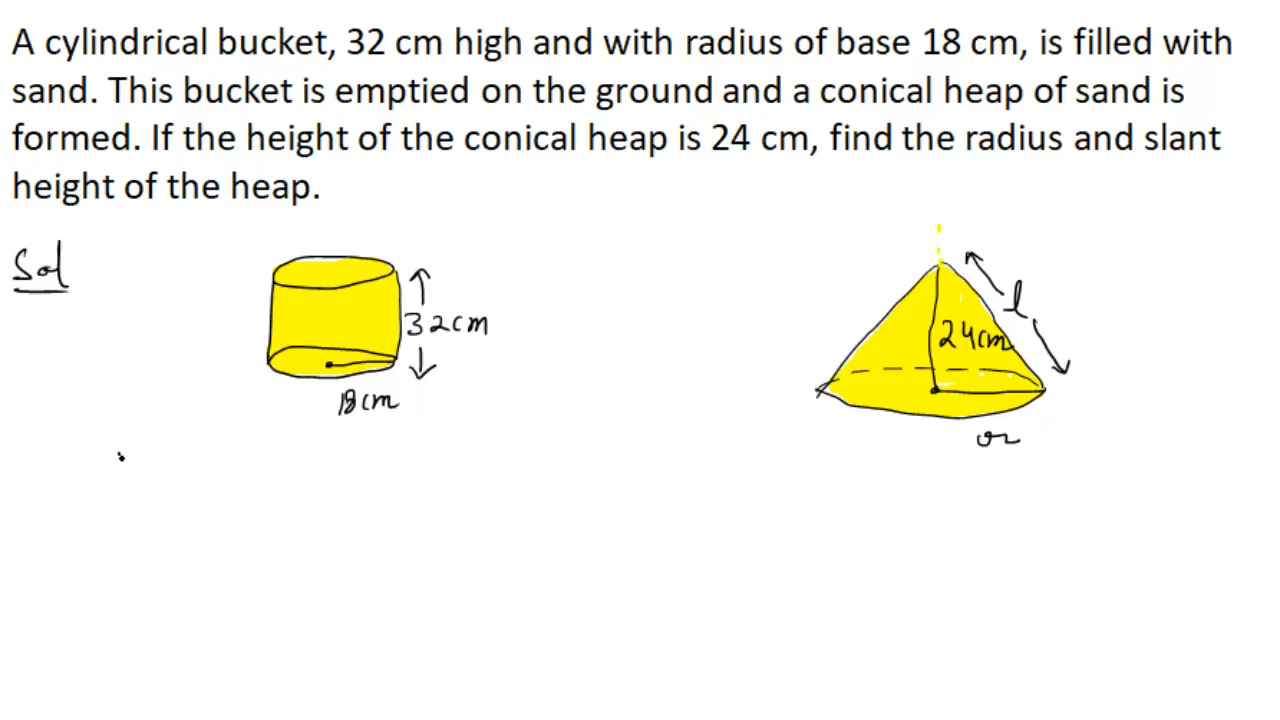 A cylindrical bucket, 32 cm high and with radius of base 18 cm, is filled with
sand. This bucket is emptied on the ground and a conical heap of sand is
formed. If the height of the conical heap is 24 cm, find the radius and slant
height of the heap.
Sol
32cm
18cm
l
24cm
r